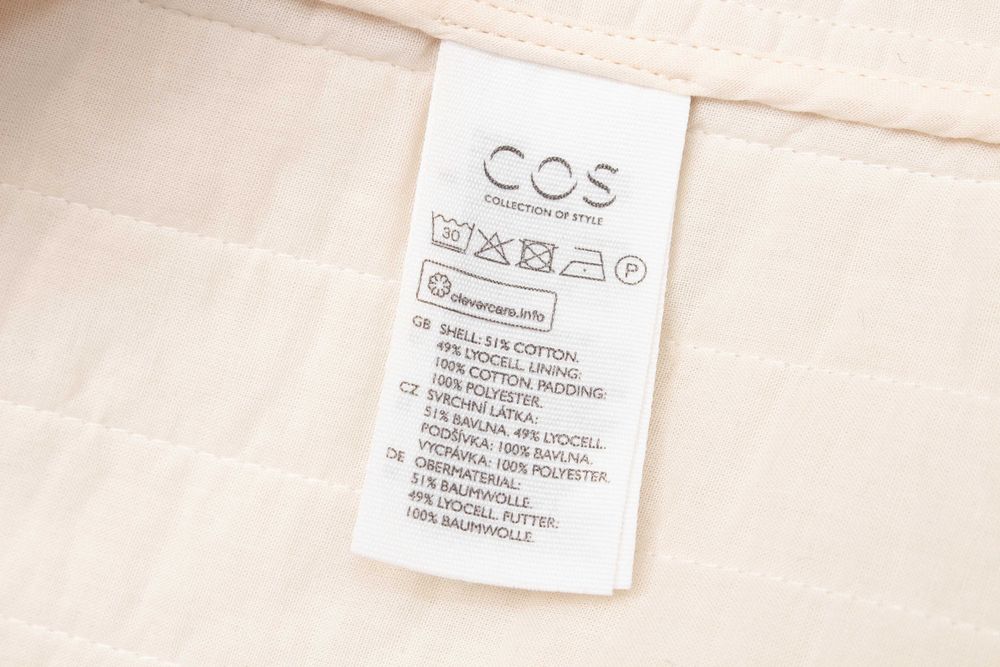 COS
COLLECTION OF STYLE
30
P
clevercare.info
GB SHELL: 51% COTTON.
49% LYOCELL. LINING:
100% COTTON. PADDING:
100% POLYESTER.
CZ SVRCHNÍ LÁTKA:
51% BAVLNA. 49% LYOCELL.
PODŠÍVKA: 100% BAVLNA.
VYCPÁVKA: 100% POLYESTER.
DE OBERMATERIAL:
51% BAUMWOLLE.
49% LYOCELL. FUTTER:
100% BAUMWOLLE.